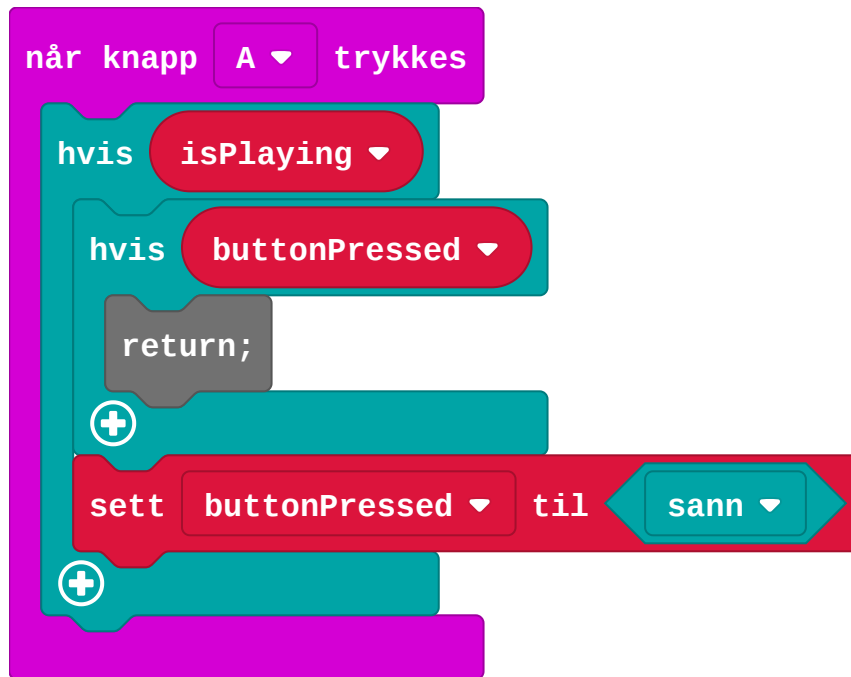 når knapp A trykkes
hvis isPlaying
hvis buttonPressed
return;
sett buttonPressed til sann